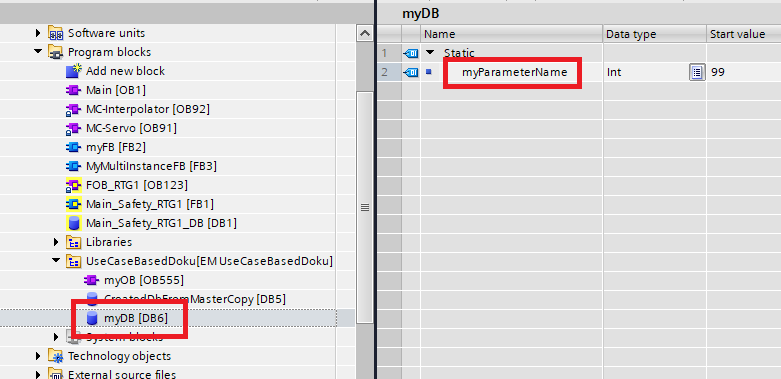 Software units
Program blocks
Add new block
Main [OB1]
MC-Interpolator [OB92]
MC-Servo [OB91]
myFB [FB2]
MyMultiInstanceFB [FB3]
FOB_RTG1 [OB123]
Main_Safety_RTG1 [FB1]
Main_Safety_RTG1_DB [DB1]
Libraries
UseCaseBasedDoku[EM UseCaseBasedDoku]
myOB [OB555]
CreatedDbFromMasterCopy [DB5]
myDB [DB6]
System blocks
Technology objects
External source files
myDB
Name Data type Start value
1 Static
2 myParameterName Int 99